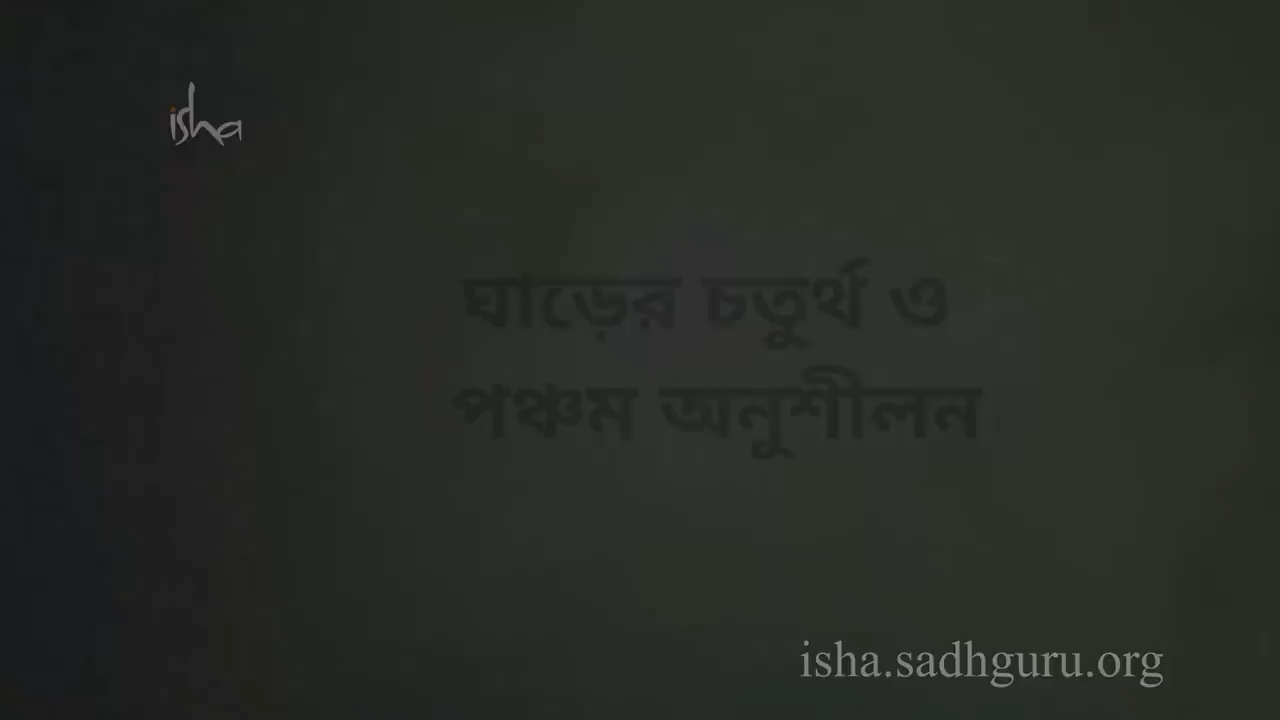 isha
ঘাড়ের চতুর্থ ও
পঞ্চম অনুশীলন
isha.sadhguru.org